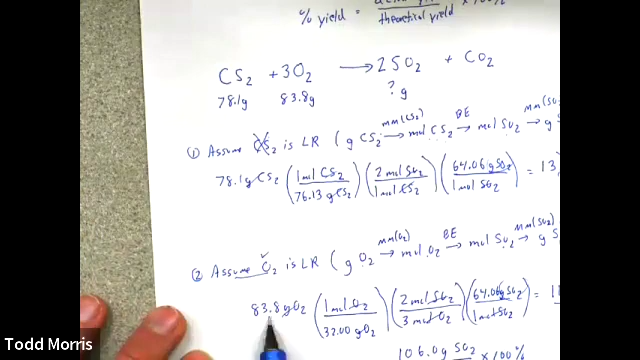 % yield = ――― × 100%
theoretical yield
CS₂ + 3O₂ ⟶ 2SO₂ + CO₂
78.1g 83.8g ? g
① Assume CS₂ is LR ( g CS₂ —mm(CS₂)→ mol CS₂ —BE→ mol SO₂ → g
78.1g CS₂ (1 mol CS₂ / 76.13 g CS₂) (2 mol SO₂ / 1 mol CS₂) (64.06 g SO₂ / 1 mol SO₂) = 13
② Assume O₂ is LR ( g O₂ —mm(O₂)→ mol O₂ —BE→ mol SO₂ —mm(SO₂)→ g
83.8 g O₂ (1 mol O₂ / 32.00 g O₂) (2 mol SO₂ / 3 mol O₂) (64.06 g SO₂ / 1 mol SO₂) =
106.0 g SO₂ × 100%
Todd Morris